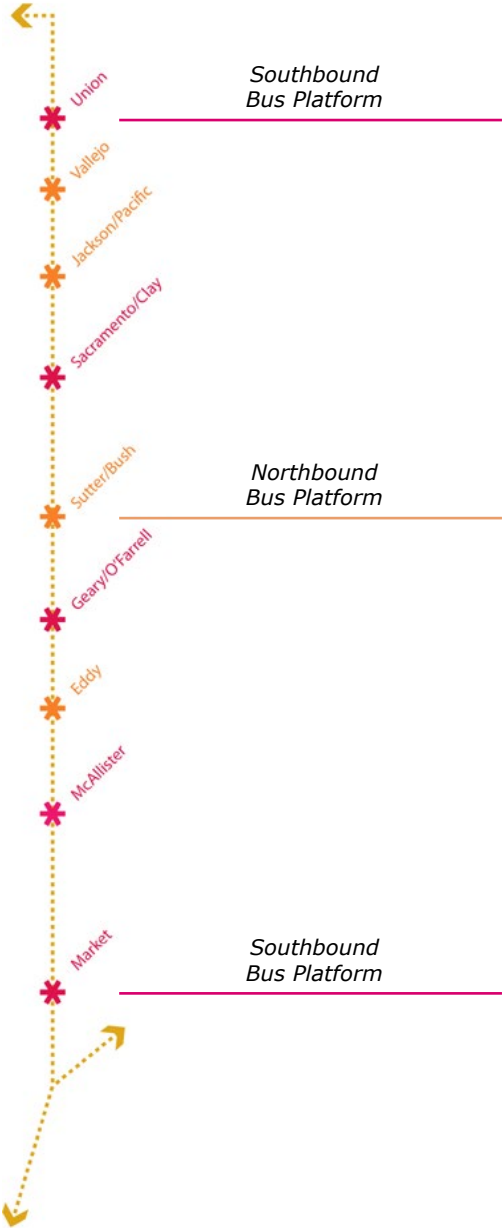 Union
Southbound
Bus Platform
Vallejo
Jackson/Pacific
Sacramento/Clay
Sutter/Bush
Northbound
Bus Platform
Geary/O'Farrell
Eddy
McAllister
Market
Southbound
Bus Platform